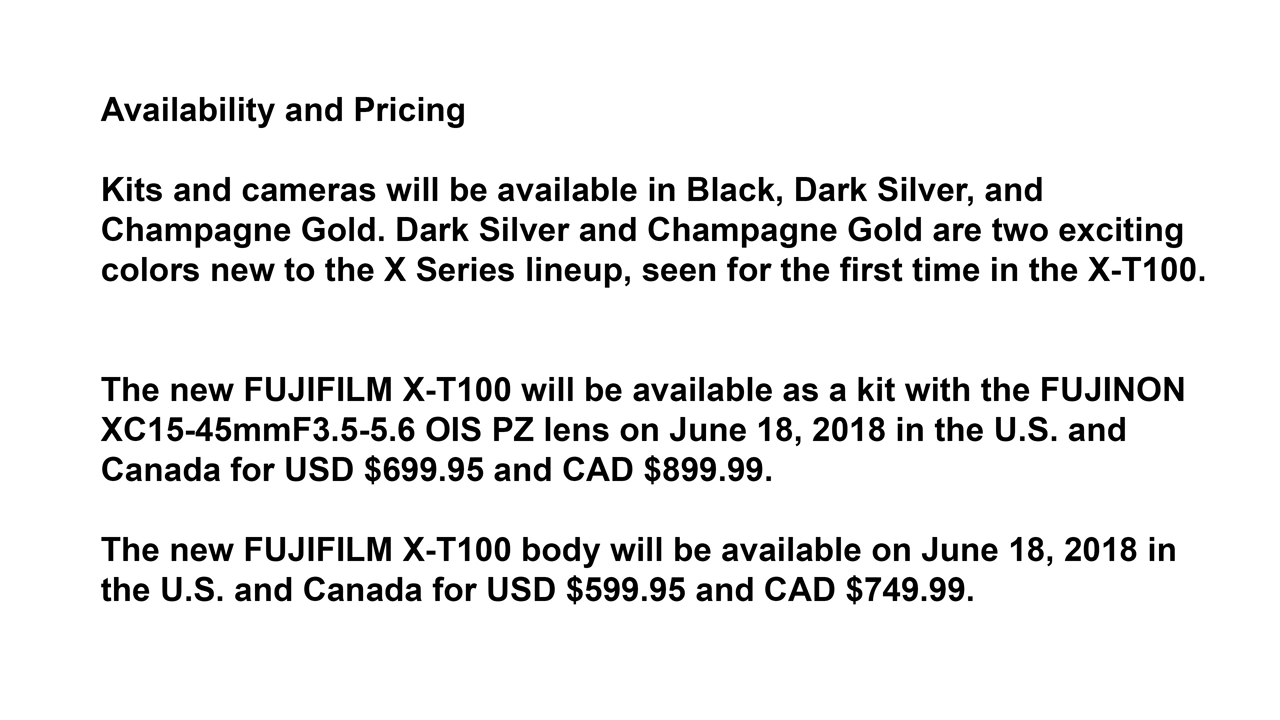 Availability and Pricing
Kits and cameras will be available in Black, Dark Silver, and
Champagne Gold. Dark Silver and Champagne Gold are two exciting
colors new to the X Series lineup, seen for the first time in the X-T100.
The new FUJIFILM X-T100 will be available as a kit with the FUJINON
XC15-45mmF3.5-5.6 OIS PZ lens on June 18, 2018 in the U.S. and
Canada for USD $699.95 and CAD $899.99.
The new FUJIFILM X-T100 body will be available on June 18, 2018 in
the U.S. and Canada for USD $599.95 and CAD $749.99.